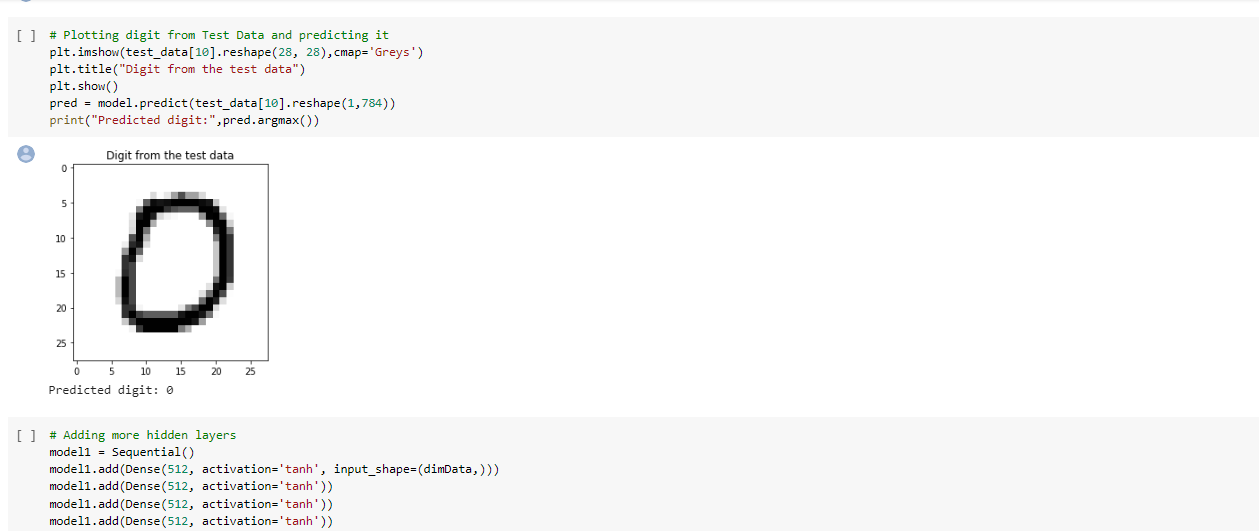 [ ] # Plotting digit from Test Data and predicting it
plt.imshow(test_data[10].reshape(28, 28),cmap='Greys')
plt.title("Digit from the test data")
plt.show()
pred = model.predict(test_data[10].reshape(1,784))
print("Predicted digit:",pred.argmax())
Digit from the test data
0
5
10
15
20
25
0 5 10 15 20 25
Predicted digit: 0
[ ] # Adding more hidden layers
model1 = Sequential()
model1.add(Dense(512, activation='tanh', input_shape=(dimData,)))
model1.add(Dense(512, activation='tanh'))
model1.add(Dense(512, activation='tanh'))
model1.add(Dense(512, activation='tanh'))